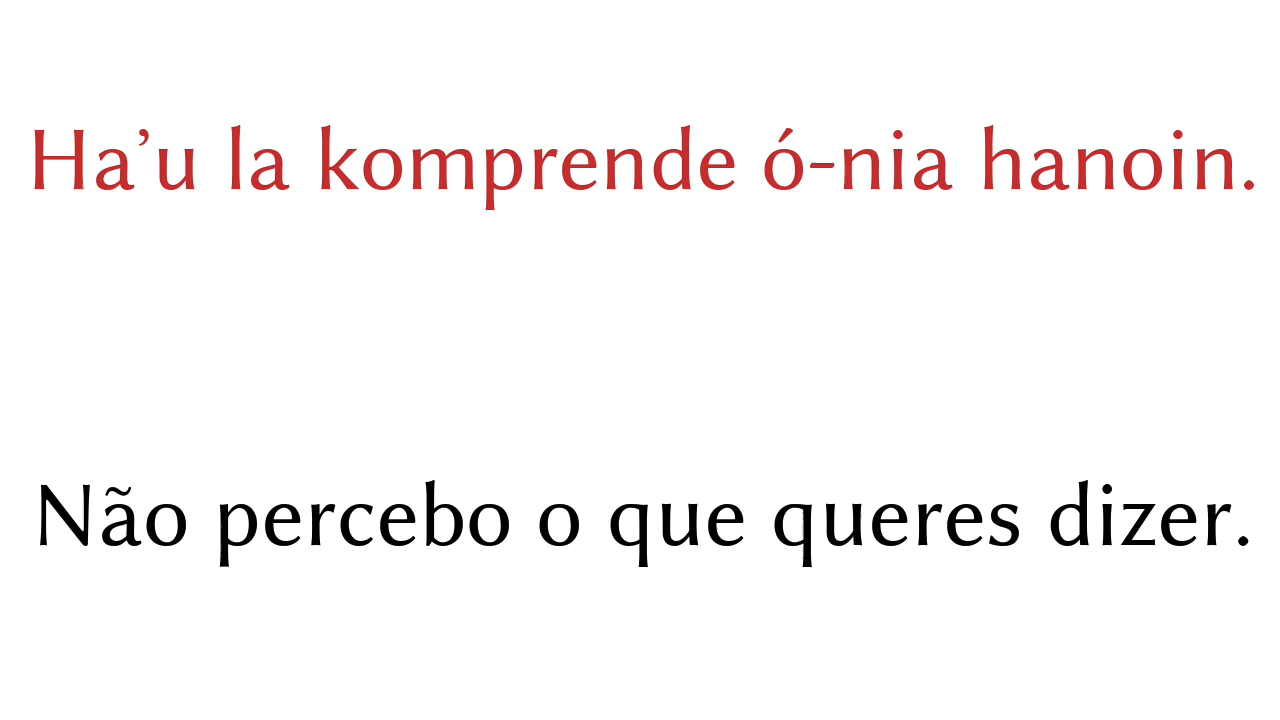 Ha’u la komprende ó-nia hanoin.
Não percebo o que queres dizer.